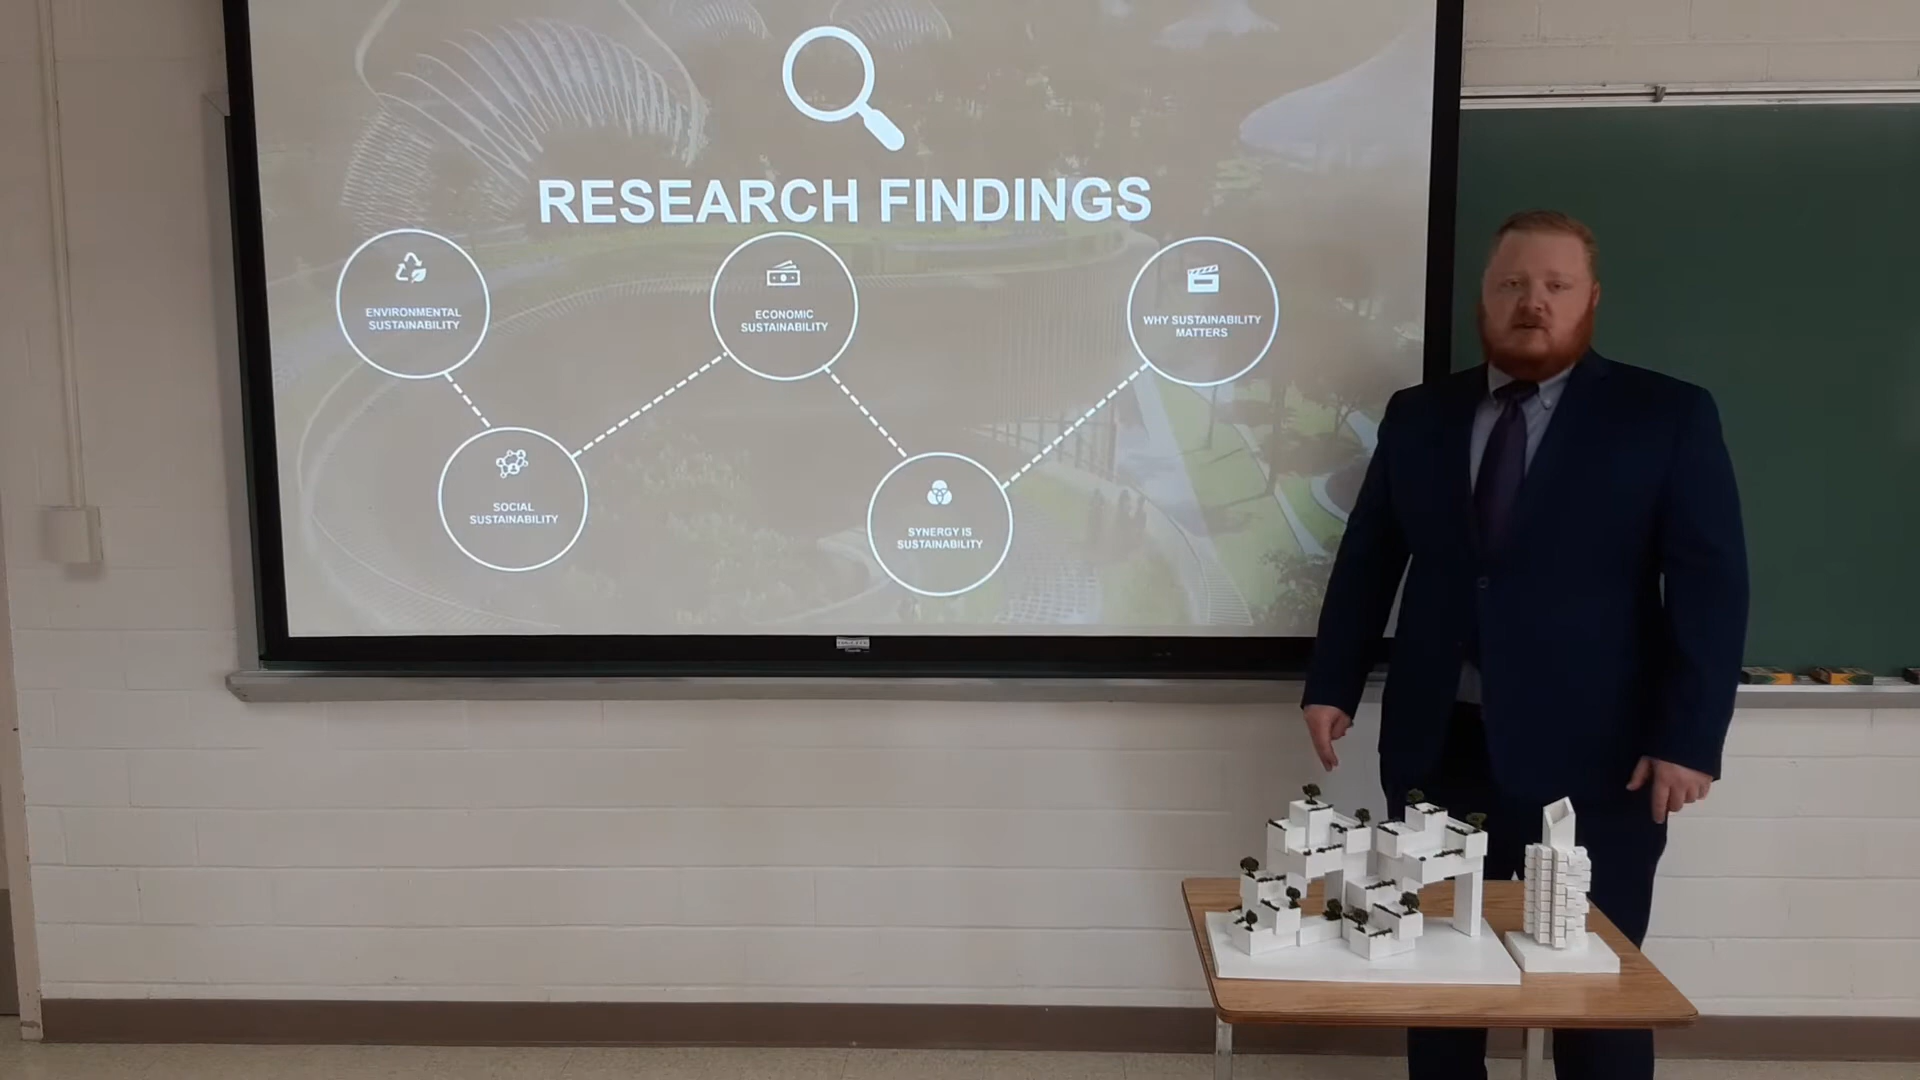 RESEARCH FINDINGS
ENVIRONMENTAL
SUSTAINABILITY
SOCIAL
SUSTAINABILITY
ECONOMIC
SUSTAINABILITY
SYNERGY IS
SUSTAINABILITY
WHY SUSTAINABILITY
MATTERS